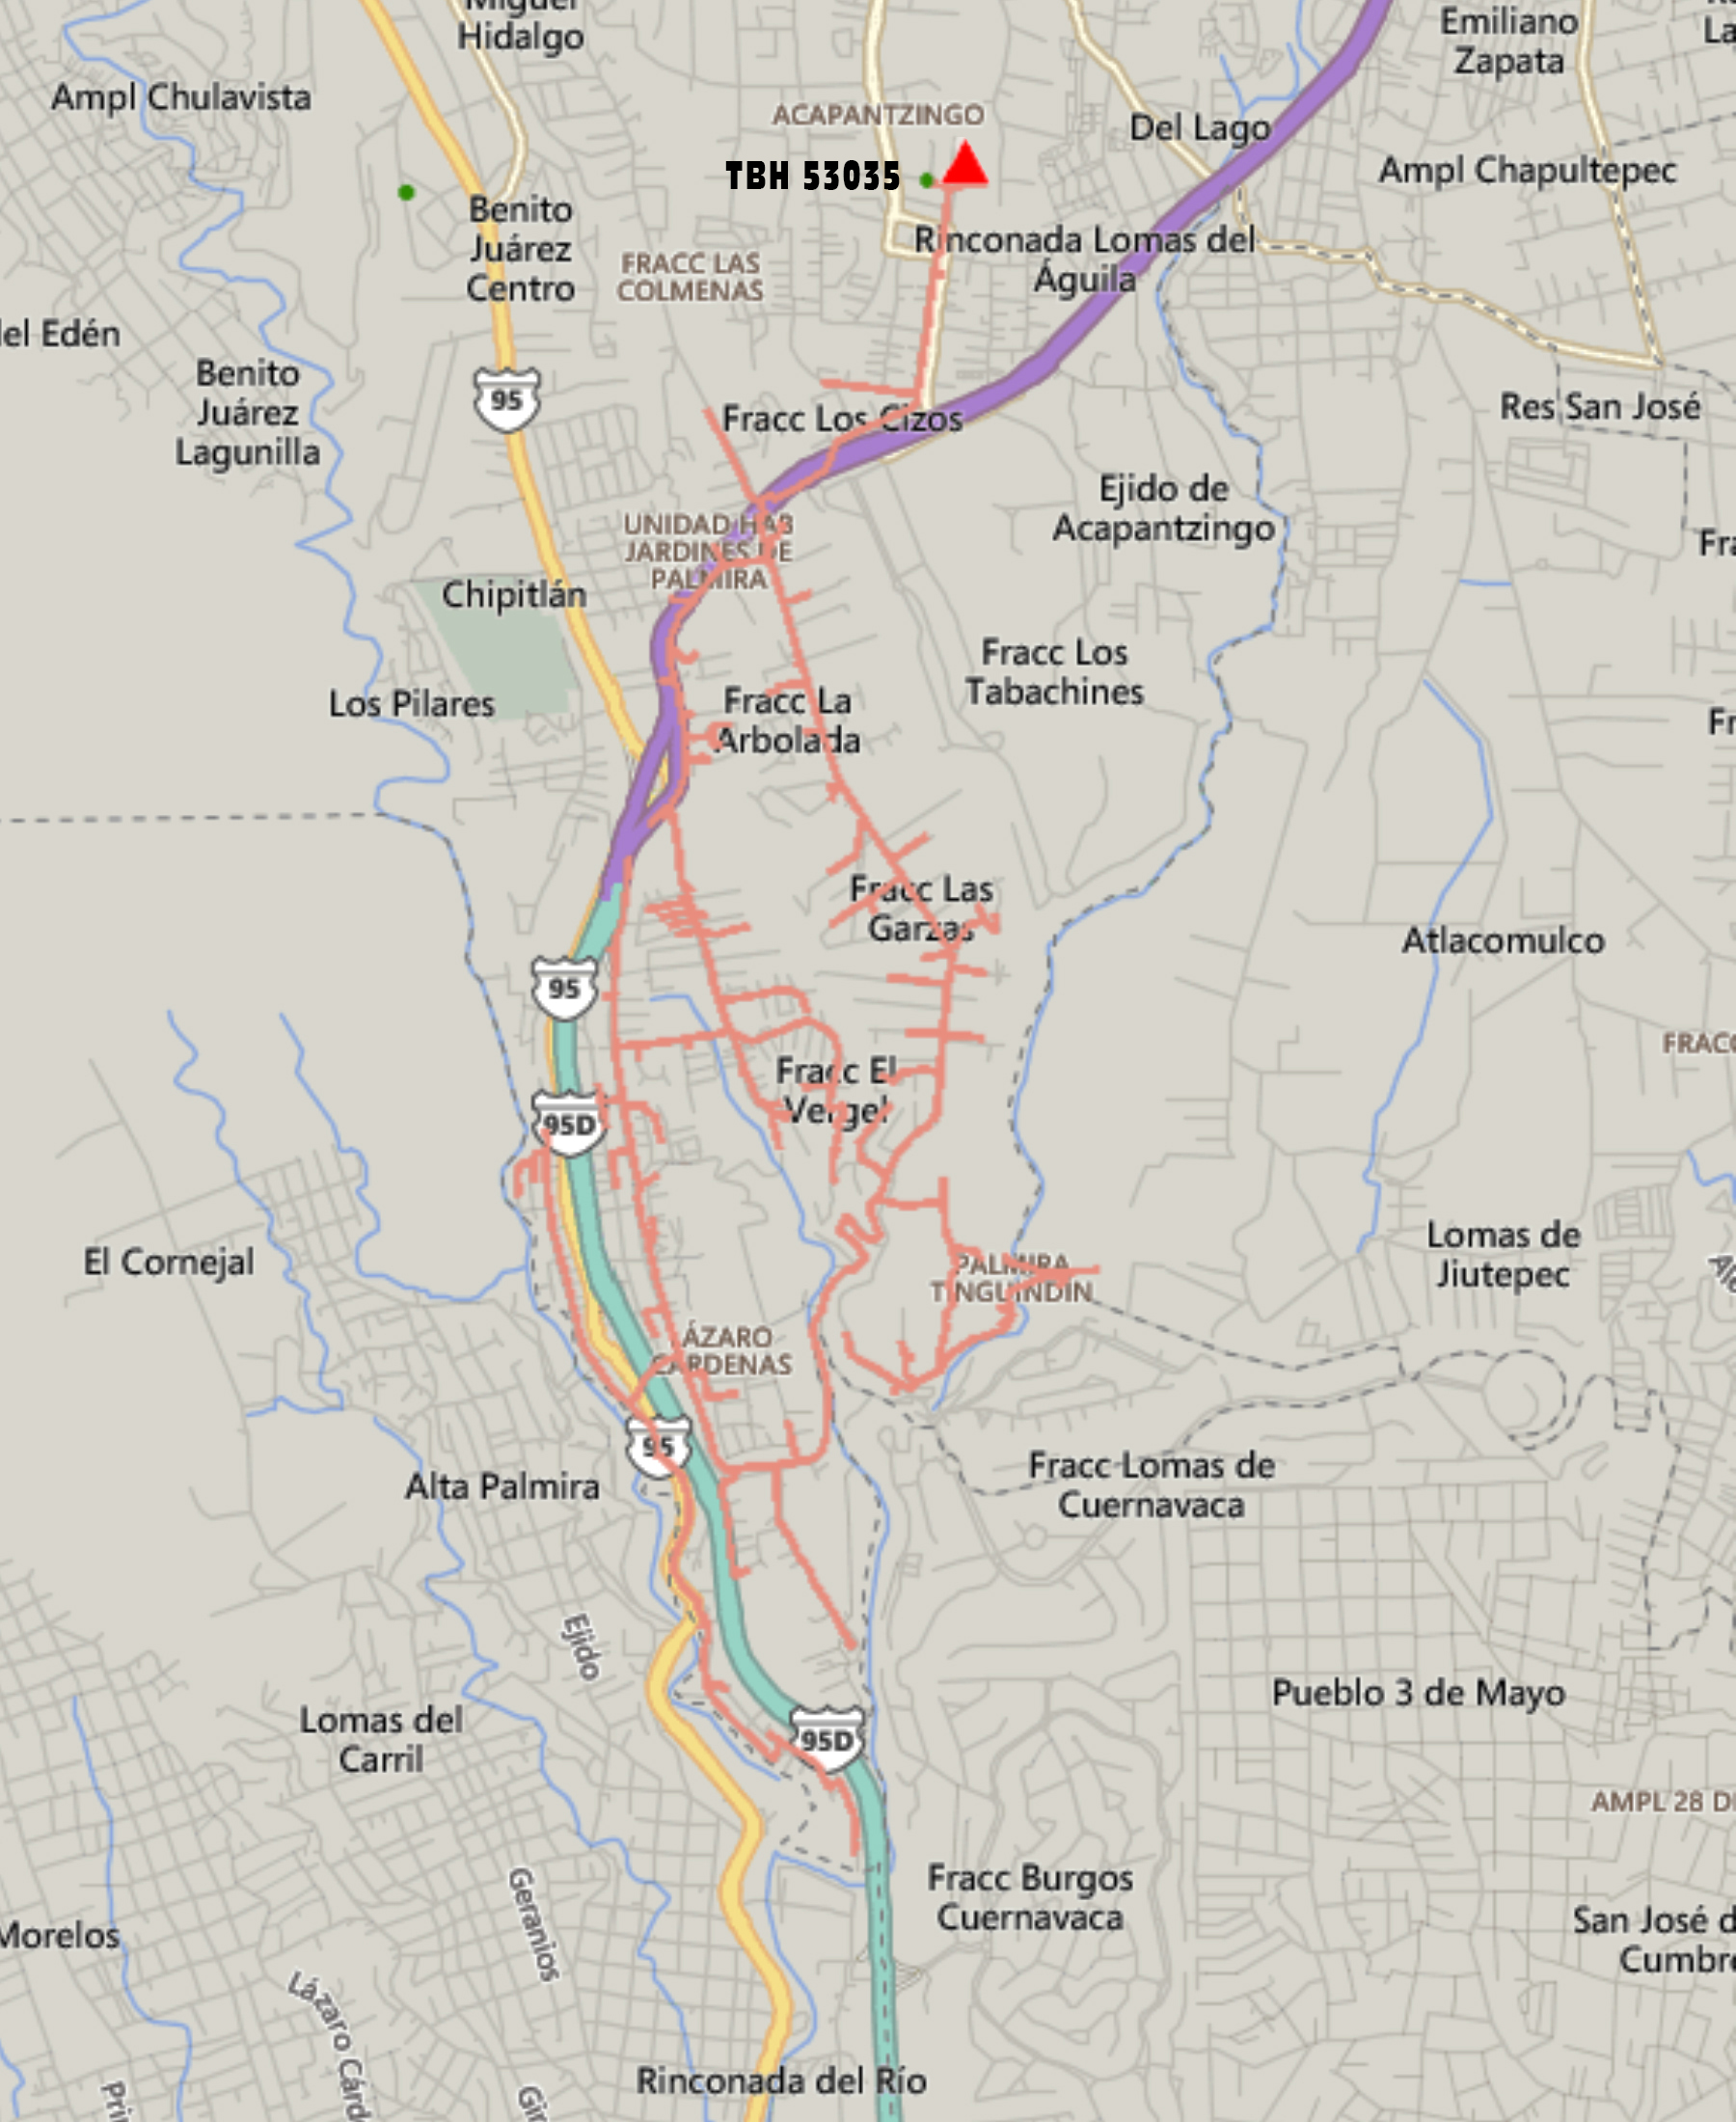 Miguel
Hidalgo
Emiliano
Zapata
La
Ampl Chulavista
ACAPANTZINGO
Del Lago
TBH 53035
Ampl Chapultepec
Benito
Juárez
Centro
FRACC LAS
COLMENAS
Rinconada Lomas del
Águila
del Edén
Benito
Juárez
Lagunilla
95
Fracc Los Cizos
Res San José
Ejido de
Acapantzingo
UNIDAD HAB
JARDINES DE
PALMIRA
Fra
Chipitlán
Fracc Los
Tabachines
Los Pilares
Fracc La
Arbolada
Fr
Fracc Las
Garzas
Atlacomulco
95
FRACC
Fracc El
Vergel
95D
El Cornejal
PALMIRA
TINGUINDIN
Lomas de
Jiutepec
ÁZARO
CÁRDENAS
95
Alta Palmira
Fracc Lomas de
Cuernavaca
Ejido
Pueblo 3 de Mayo
Lomas del
Carril
95D
AMPL 28 D
Fracc Burgos
Cuernavaca
Geranios
San José d
Cumbre
Morelos
Lázaro Cárd
Rinconada del Río
Pri
Gir